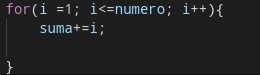 for(i =1; i<=numero; i++){
suma+=i;
}